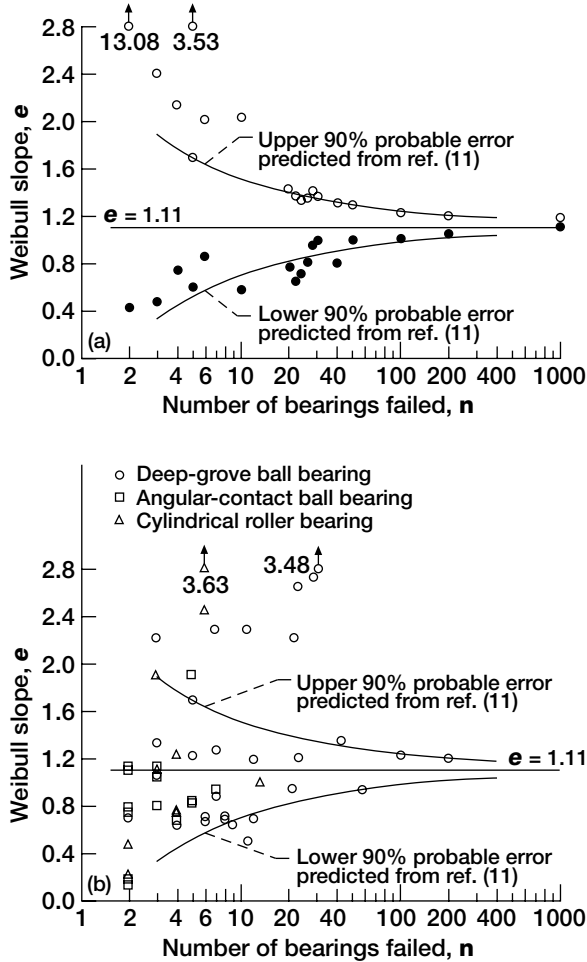 2.8
13.08
3.53
2.4
2.0
Upper 90% probable error
predicted from ref. (11)
1.6
Weibull slope, e
1.2
e = 1.11
0.8
0.4
Lower 90% probable error
predicted from ref. (11)
0.0
(a)
1 2 4 6 10 20 40 60 100 200 400 1000
Number of bearings failed, n
Deep-grove ball bearing
Angular-contact ball bearing
Cylindrical roller bearing
2.8
3.63
3.48
2.4
2.0
Upper 90% probable error
predicted from ref. (11)
1.6
Weibull slope, e
1.2
e = 1.11
0.8
0.4
Lower 90% probable error
predicted from ref. (11)
0.0
(b)
1 2 4 6 10 20 40 60 100 200 400 1000
Number of bearings failed, n